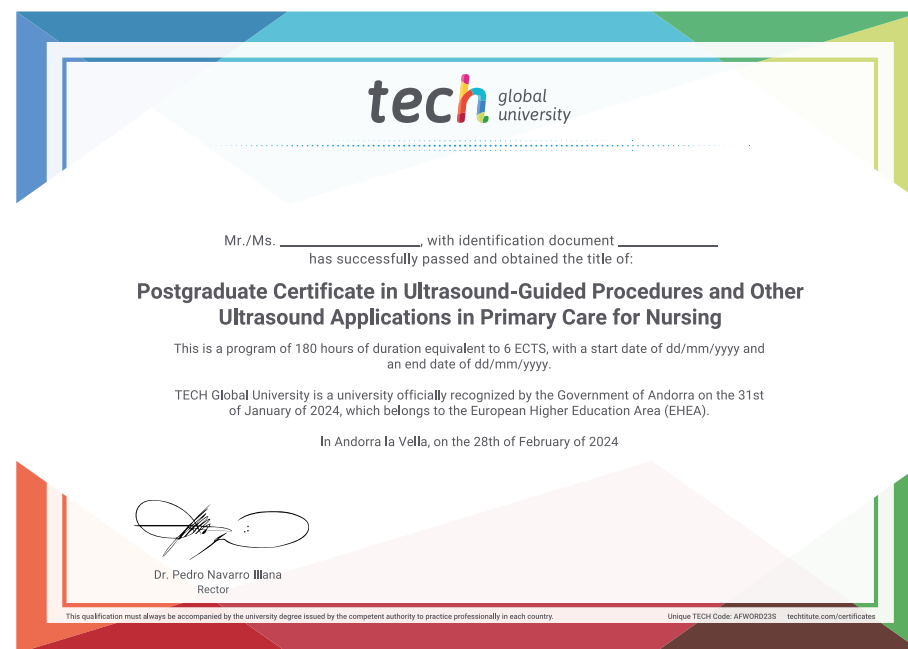 tech global
university
Mr./Ms. ____________________, with identification document ______________
has successfully passed and obtained the title of:
Postgraduate Certificate in Ultrasound-Guided Procedures and Other
Ultrasound Applications in Primary Care for Nursing
This is a program of 180 hours of duration equivalent to 6 ECTS, with a start date of dd/mm/yyyy and
an end date of dd/mm/yyyy.
TECH Global University is a university officially recognized by the Government of Andorra on the 31st
of January of 2024, which belongs to the European Higher Education Area (EHEA).
In Andorra la Vella, on the 28th of February of 2024
Dr. Pedro Navarro Illana
Rector
This qualification must always be accompanied by the university degree issued by the competent authority to practice professionally in each country.
Unique TECH Code: AFWORD23S techtitute.com/certificates